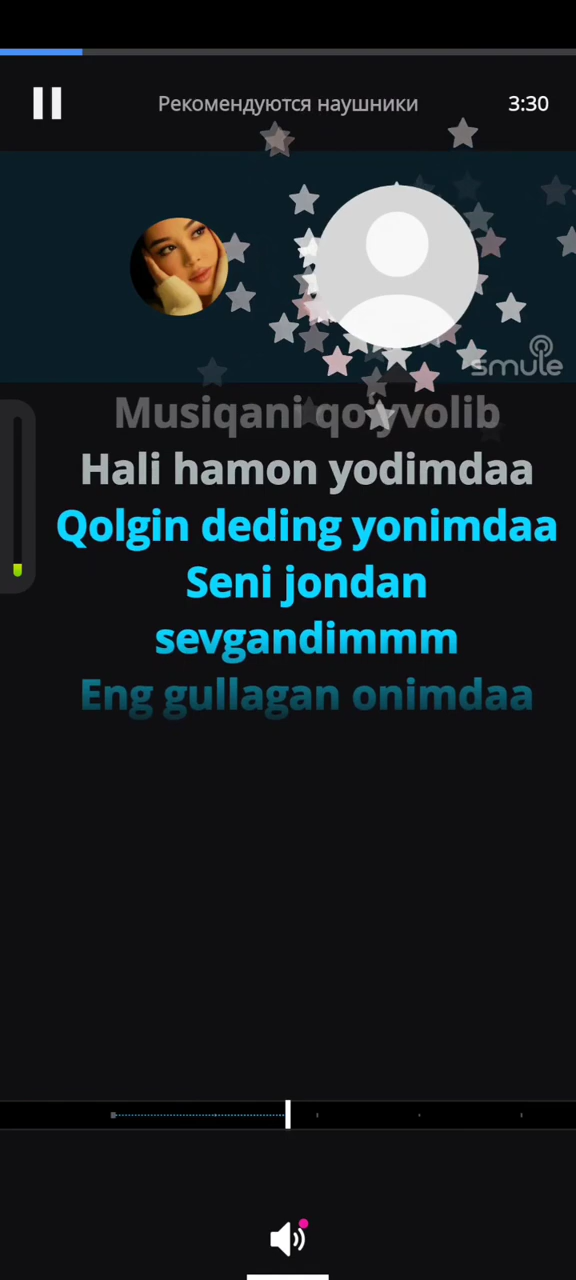 Рекомендуются наушники
3:30
smule
Musiqani qo'yvolib
Hali hamon yodimdaa
Qolgin deding yonimdaa
Seni jondan
sevgandimmm
Eng gullagan onimdaa